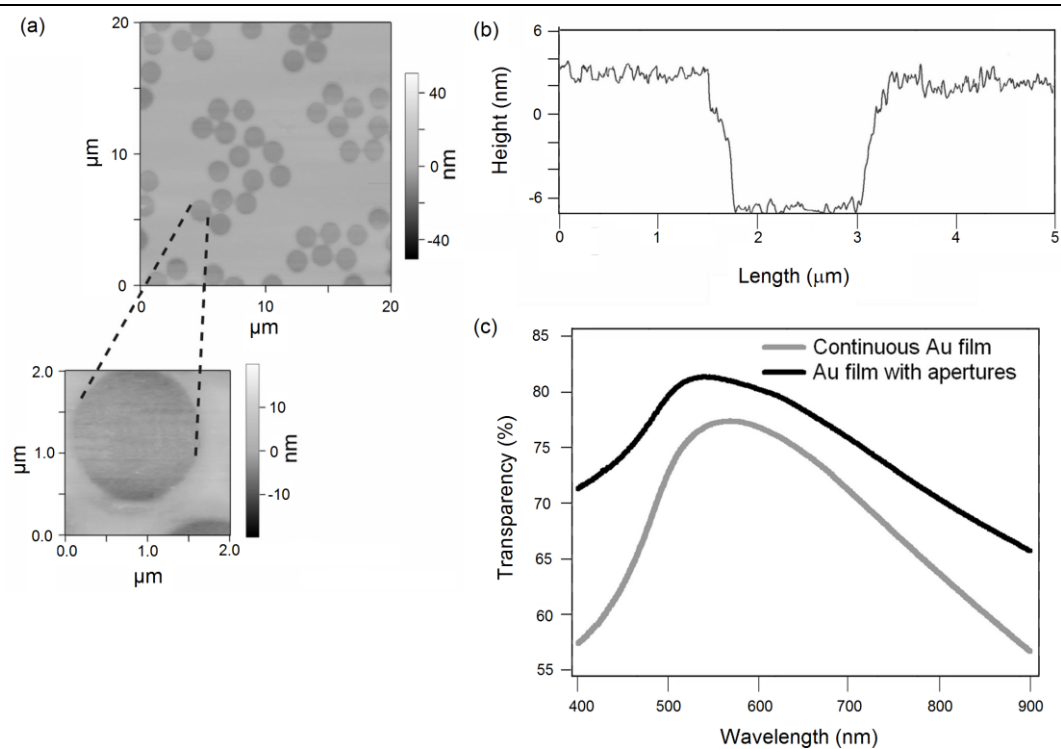 (a)
20
10
0
µm
0
10
20
µm
40
0
-40
nm
2.0
1.0
0.0
µm
0.0
1.0
2.0
µm
10
0
-10
nm
(b)
6
0
-6
Height (nm)
0
1
2
3
4
5
Length (µm)
(c)
85
80
75
70
65
60
55
Transparency (%)
Continuous Au film
Au film with apertures
400
500
600
700
800
900
Wavelength (nm)